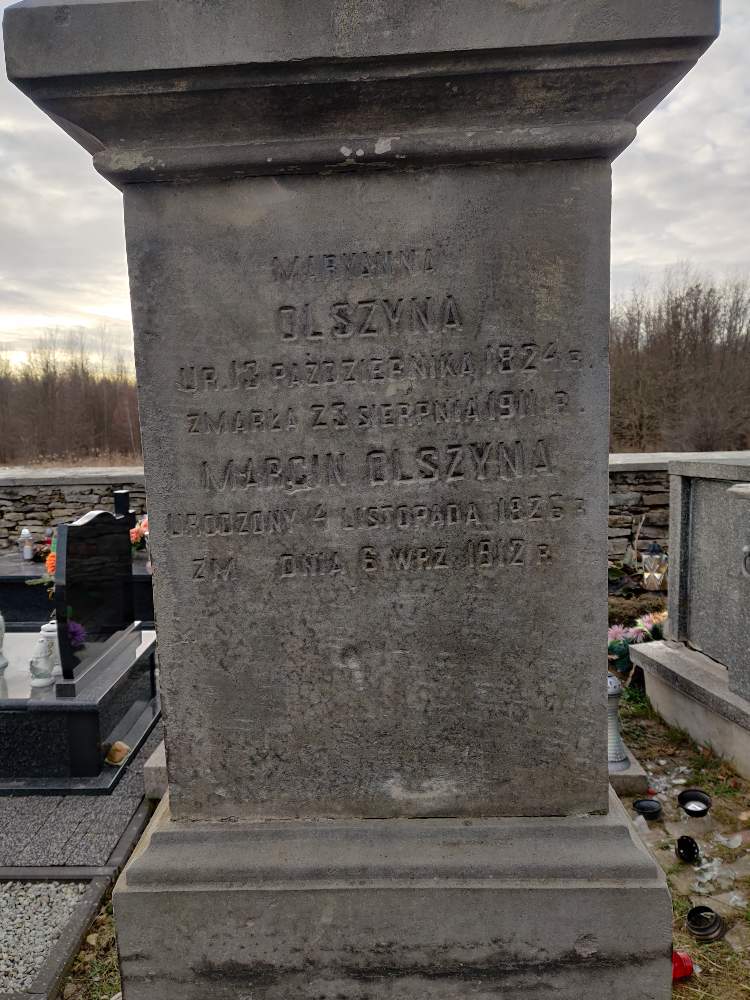 MARYANNA
OLSZYNA
UR. 13 PAŹDZIERNIKA 1824 R.
ZMARŁA 23 SIERPNIA 1911 R.
MARCIN OLSZYNA
URODZONY 4 LISTOPADA 1826 R
ZM DNIA 6 WRZ. 1912 R